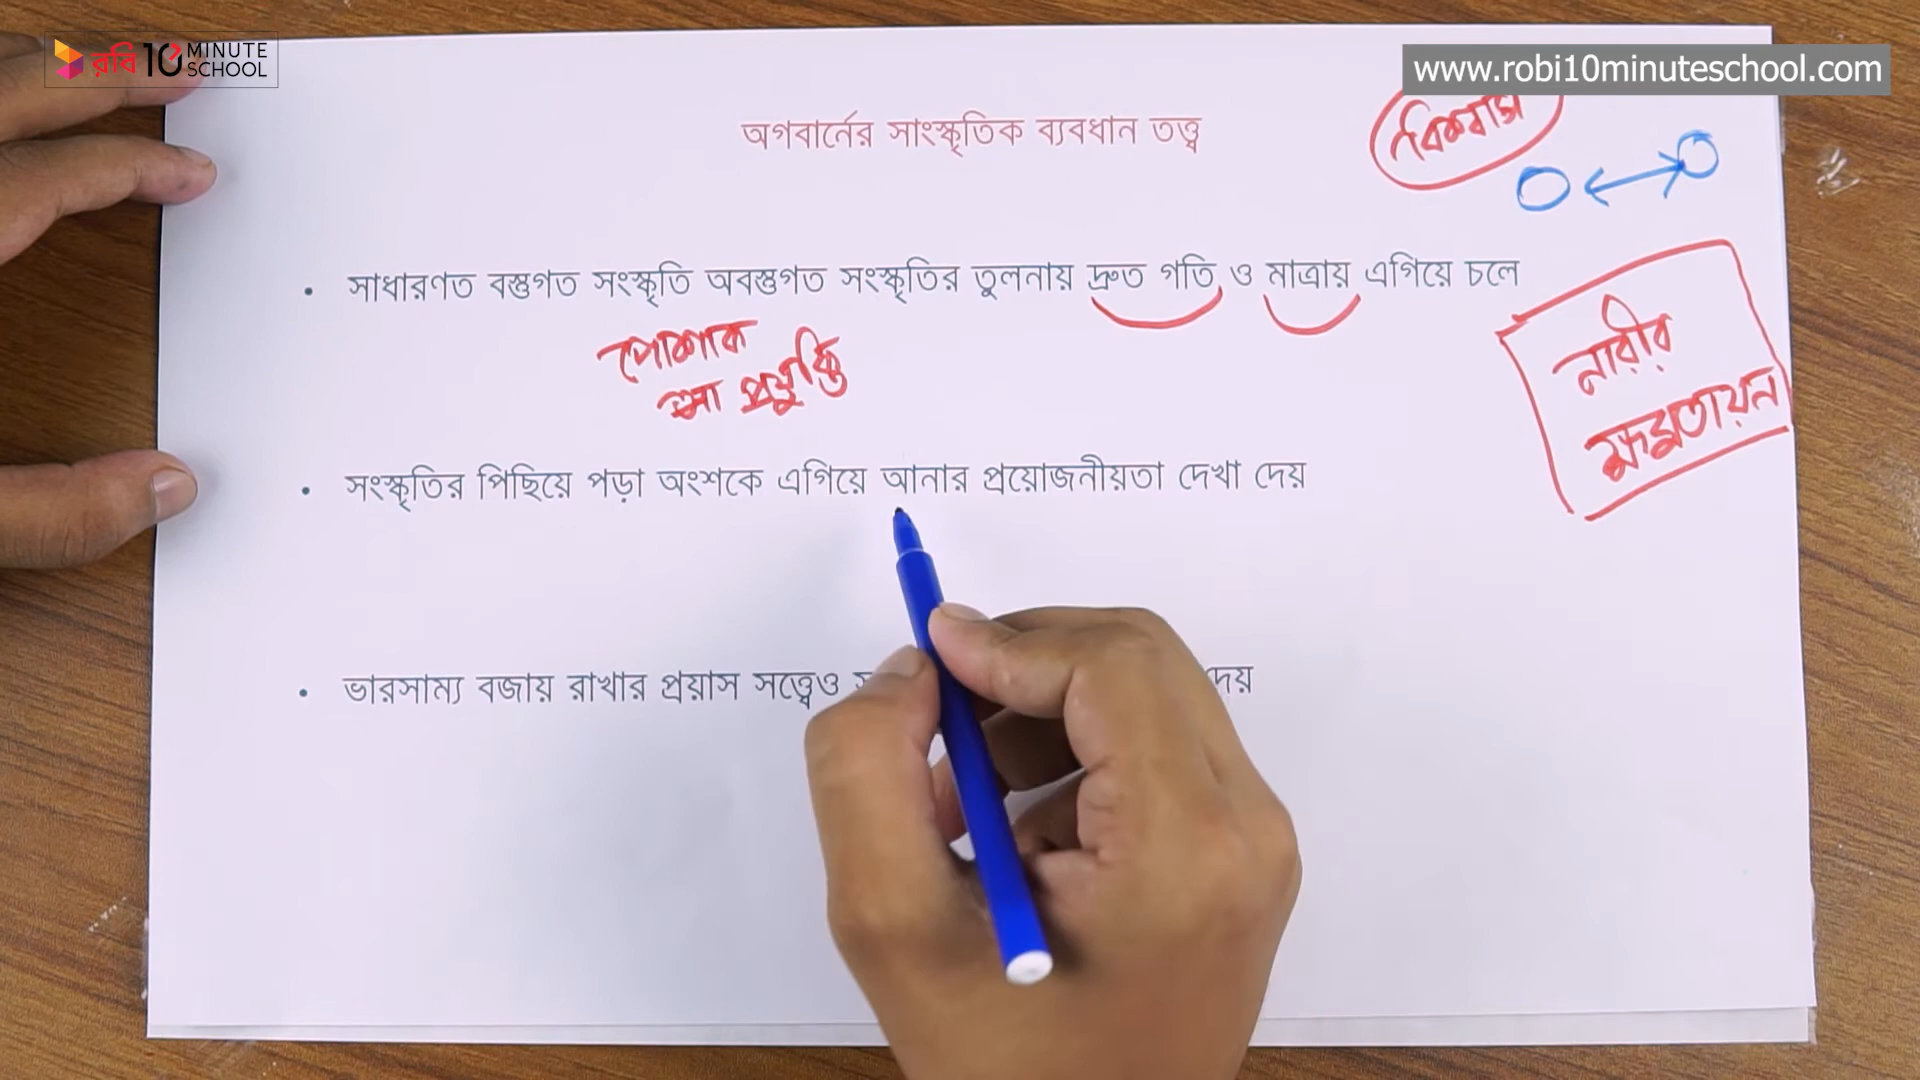 রবি 10 MINUTE SCHOOL
www.robi10minuteschool.com
অগবার্নের সাংস্কৃতিক ব্যবধান তত্ত্ব
বিশ্বাস
• সাধারণত বস্তুগত সংস্কৃতি অবস্তুগত সংস্কৃতির তুলনায় দ্রুত গতি ও মাত্রায় এগিয়ে চলে
পোশাক
প্রযুক্তি
নারীর
ক্ষমতায়ন
• সংস্কৃতির পিছিয়ে পড়া অংশকে এগিয়ে আনার প্রয়োজনীয়তা দেখা দেয়
• ভারসাম্য বজায় রাখার প্রয়াস সত্ত্বেও দেয়